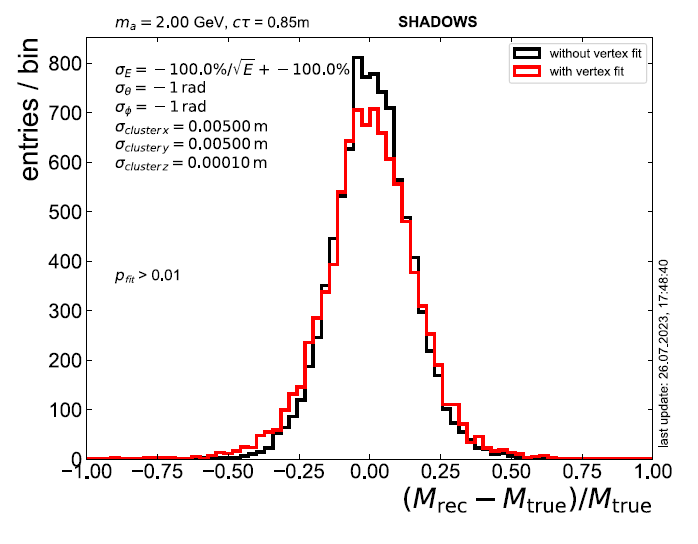 m_a = 2.00 GeV, cτ = 0.85m
SHADOWS
entries / bin
without vertex fit
with vertex fit
σ_E = −100.0%/√E + −100.0%
σ_θ = −1 rad
σ_ϕ = −1 rad
σ_cluster x = 0.00500 m
σ_cluster y = 0.00500 m
σ_cluster z = 0.00010 m
p_fit > 0.01
800
700
600
500
400
300
200
100
0
−1.00 −0.75 −0.50 −0.25 0.00 0.25 0.50 0.75 1.00
(M_rec − M_true)/M_true
last update: 26.07.2023, 17:48:40